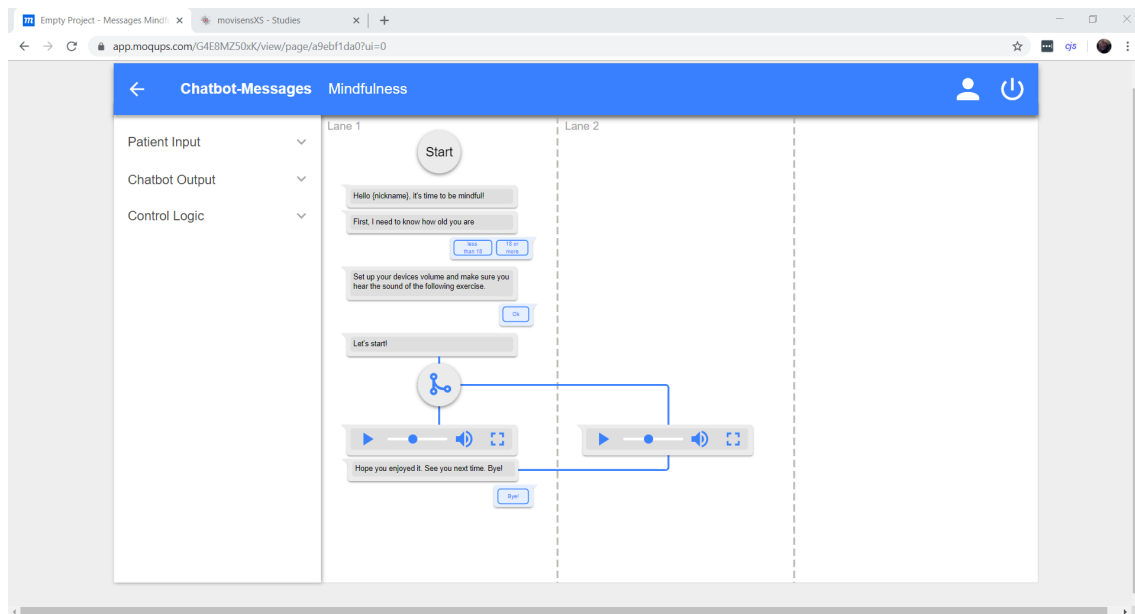 Empty Project - Messages Mindfu
movisensXS - Studies
app.moqups.com/G4E8MZ50xK/view/page/a9ebf1da0?ui=0
cjs
Chatbot-Messages Mindfulness
Patient Input
Chatbot Output
Control Logic
Lane 1
Lane 2
Start
Hello {nickname}, it's time to be mindful!
First, I need to know how old you are
less
than 18
18 or
more
Set up your devices volume and make sure you
hear the sound of the following exercise.
Ok
Let's start!
Hope you enjoyed it. See you next time. Bye!
Bye!